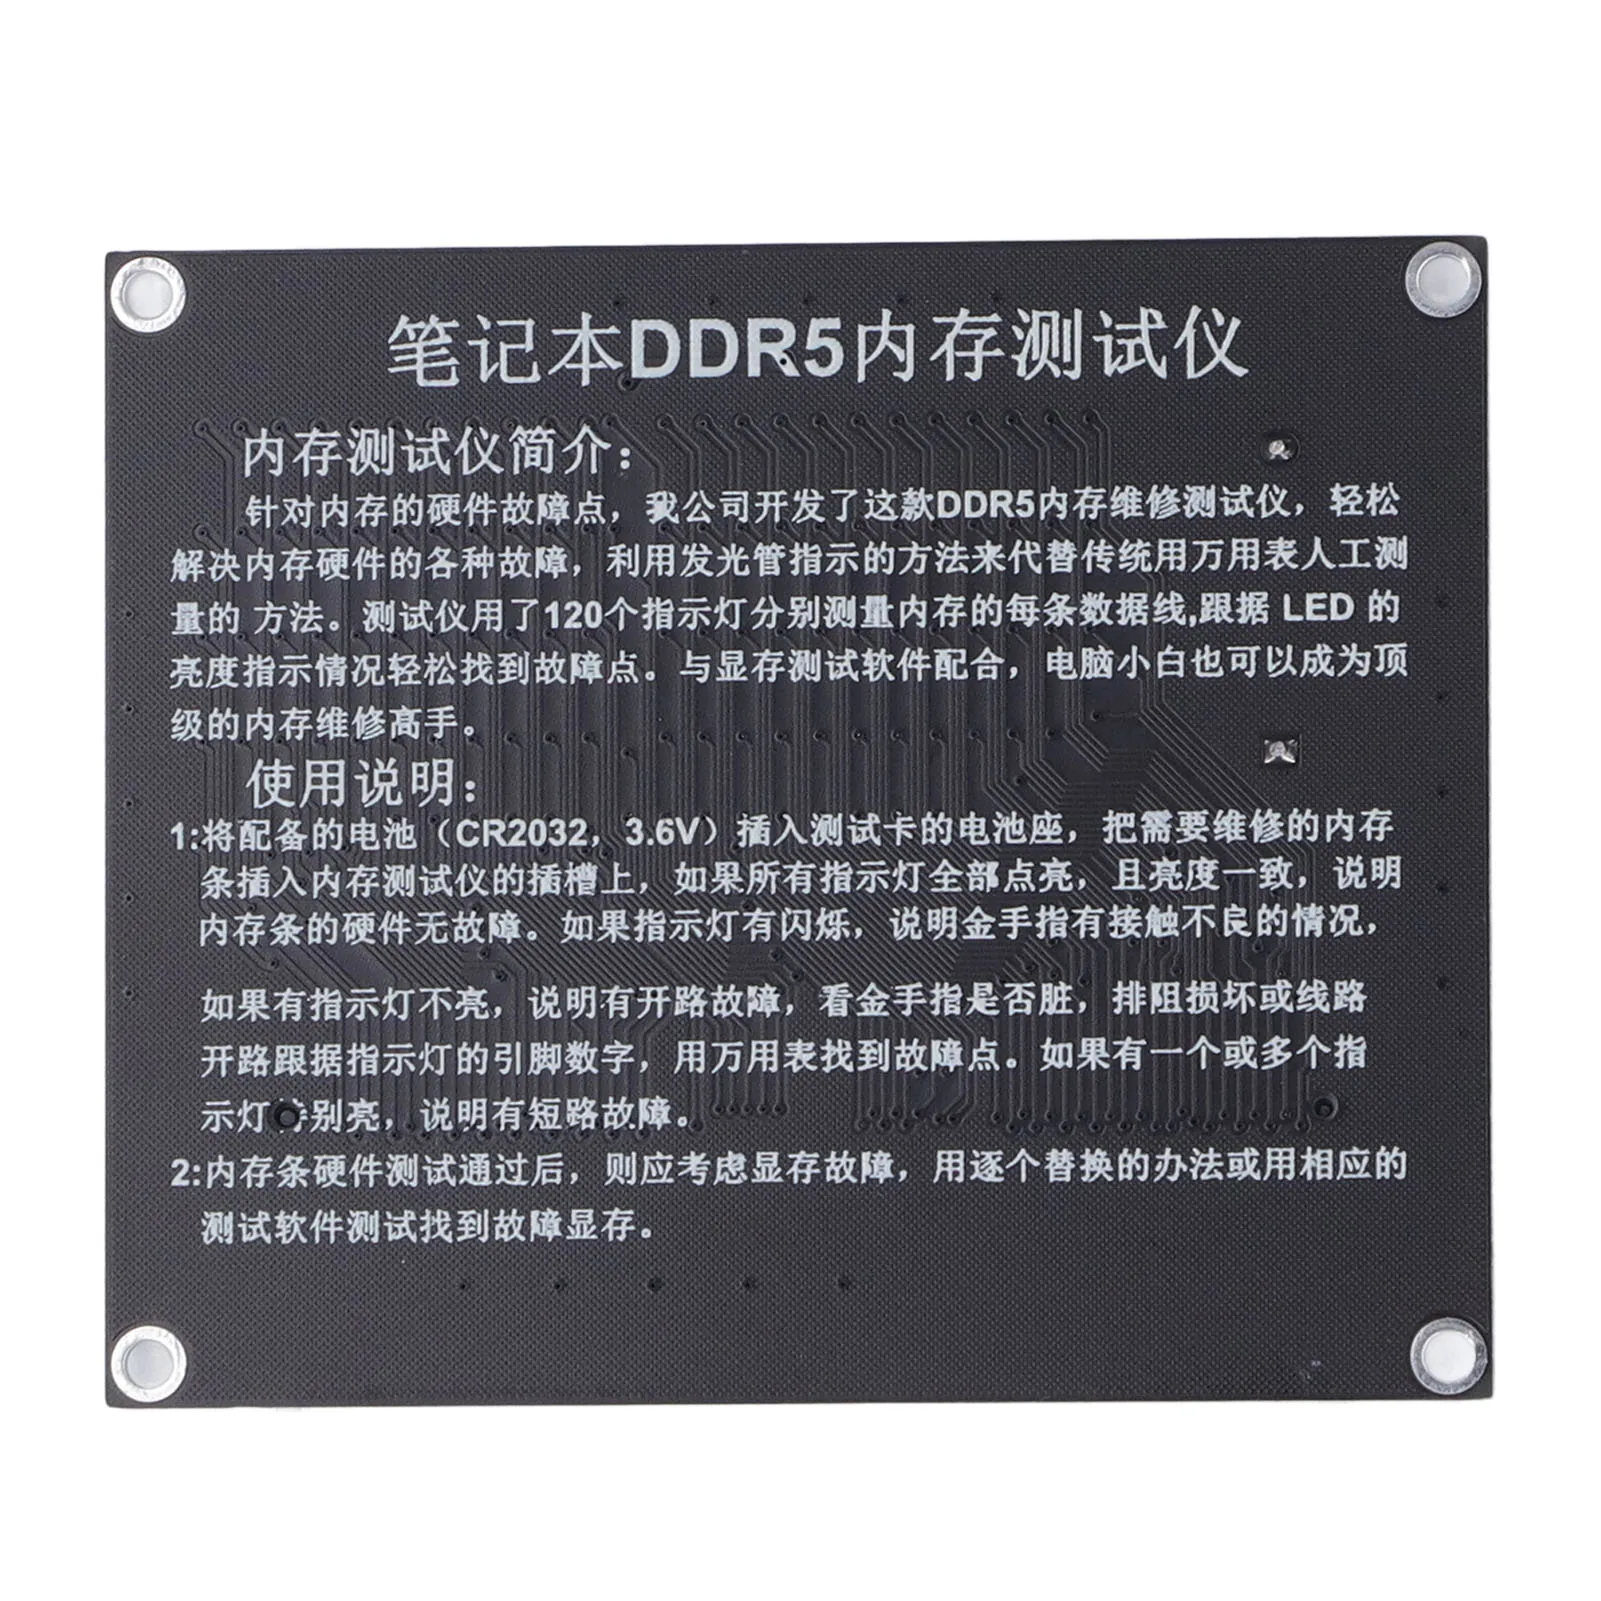 笔记本DDR5内存测试仪
内存测试仪简介：
针对内存的硬件故障点，我公司开发了这款DDR5内存维修测试仪，轻松
解决内存硬件的各种故障，利用发光管指示的方法来代替传统用万用表人工测
量的 方法。测试仪用了120个指示灯分别测量内存的每条数据线,跟据 LED 的
亮度指示情况轻松找到故障点。与显存测试软件配合，电脑小白也可以成为顶
级的内存维修高手。
使用说明：
1:将配备的电池（CR2032，3.6V）插入测试卡的电池座，把需要维修的内存
条插入内存测试仪的插槽上，如果所有指示灯全部点亮，且亮度一致，说明
内存条的硬件无故障。如果指示灯有闪烁，说明金手指有接触不良的情况，
如果有指示灯不亮，说明有开路故障，看金手指是否脏，排阻损坏或线路
开路跟据指示灯的引脚数字，用万用表找到故障点。如果有一个或多个指
示灯特别亮，说明有短路故障。
2:内存条硬件测试通过后，则应考虑显存故障，用逐个替换的办法或用相应的
测试软件测试找到故障显存。